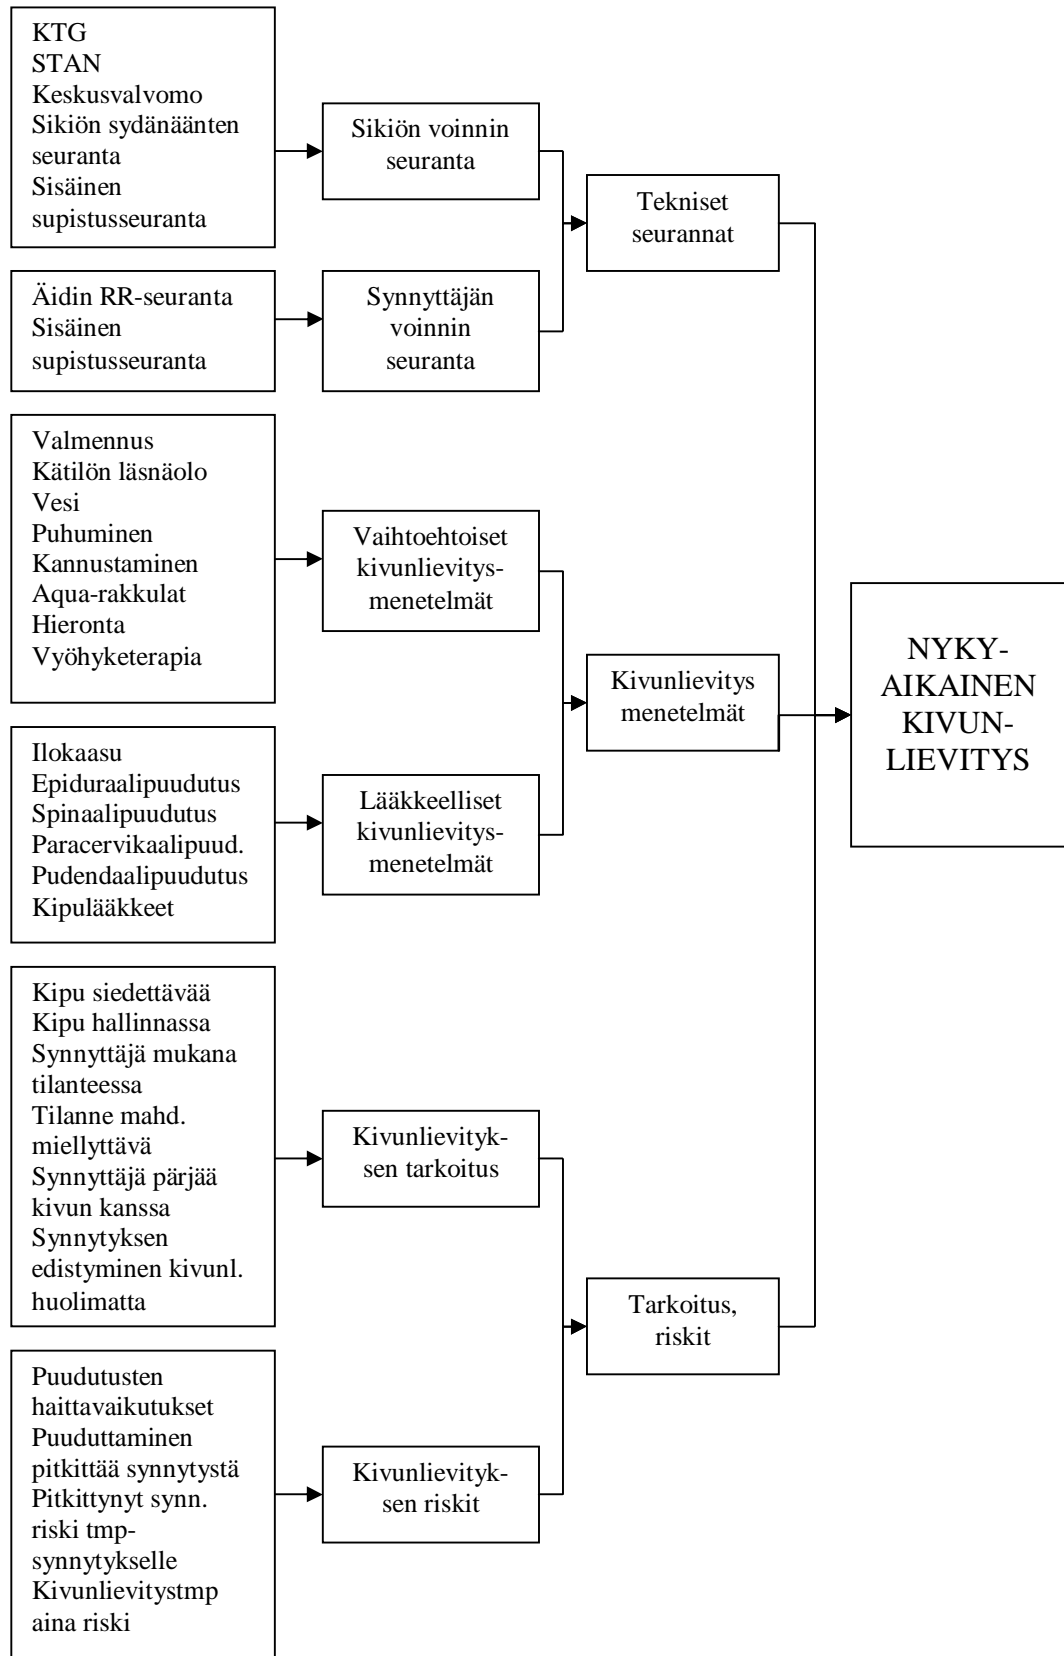 KTG
STAN
Keskusvalvomo
Sikiön sydänäänten
seuranta
Sisäinen
supistusseuranta
Sikiön voinnin
seuranta
Tekniset
seurannat
Äidin RR-seuranta
Sisäinen
supistusseuranta
Synnyttäjän
voinnin
seuranta
Valmennus
Kätilön läsnäolo
Vesi
Puhuminen
Kannustaminen
Aqua-rakkulat
Hieronta
Vyöhyketerapia
Vaihtoehtoiset
kivunlievitys-
menetelmät
Kivunlievitys
menetelmät
NYKY-
AIKAINEN
KIVUN-
LIEVITYS
Ilokaasu
Epiduraalipuudutus
Spinaalipuudutus
Paracervikaalipuud.
Pudendaalipuudutus
Kipulääkkeet
Lääkkeelliset
kivunlievitys-
menetelmät
Kipu siedettävää
Kipu hallinnassa
Synnyttäjä mukana
tilanteessa
Tilanne mahd.
miellyttävä
Synnyttäjä pärjää
kivun kanssa
Synnytyksen
edistyminen kivunl.
huolimatta
Kivunlievityk-
sen tarkoitus
Tarkoitus,
riskit
Puudutusten
haittavaikutukset
Puuduttaminen
pitkittää synnytystä
Pitkittynyt synn.
riski tmp-
synnytykselle
Kivunlievitystmp
aina riski
Kivunlievityk-
sen riskit